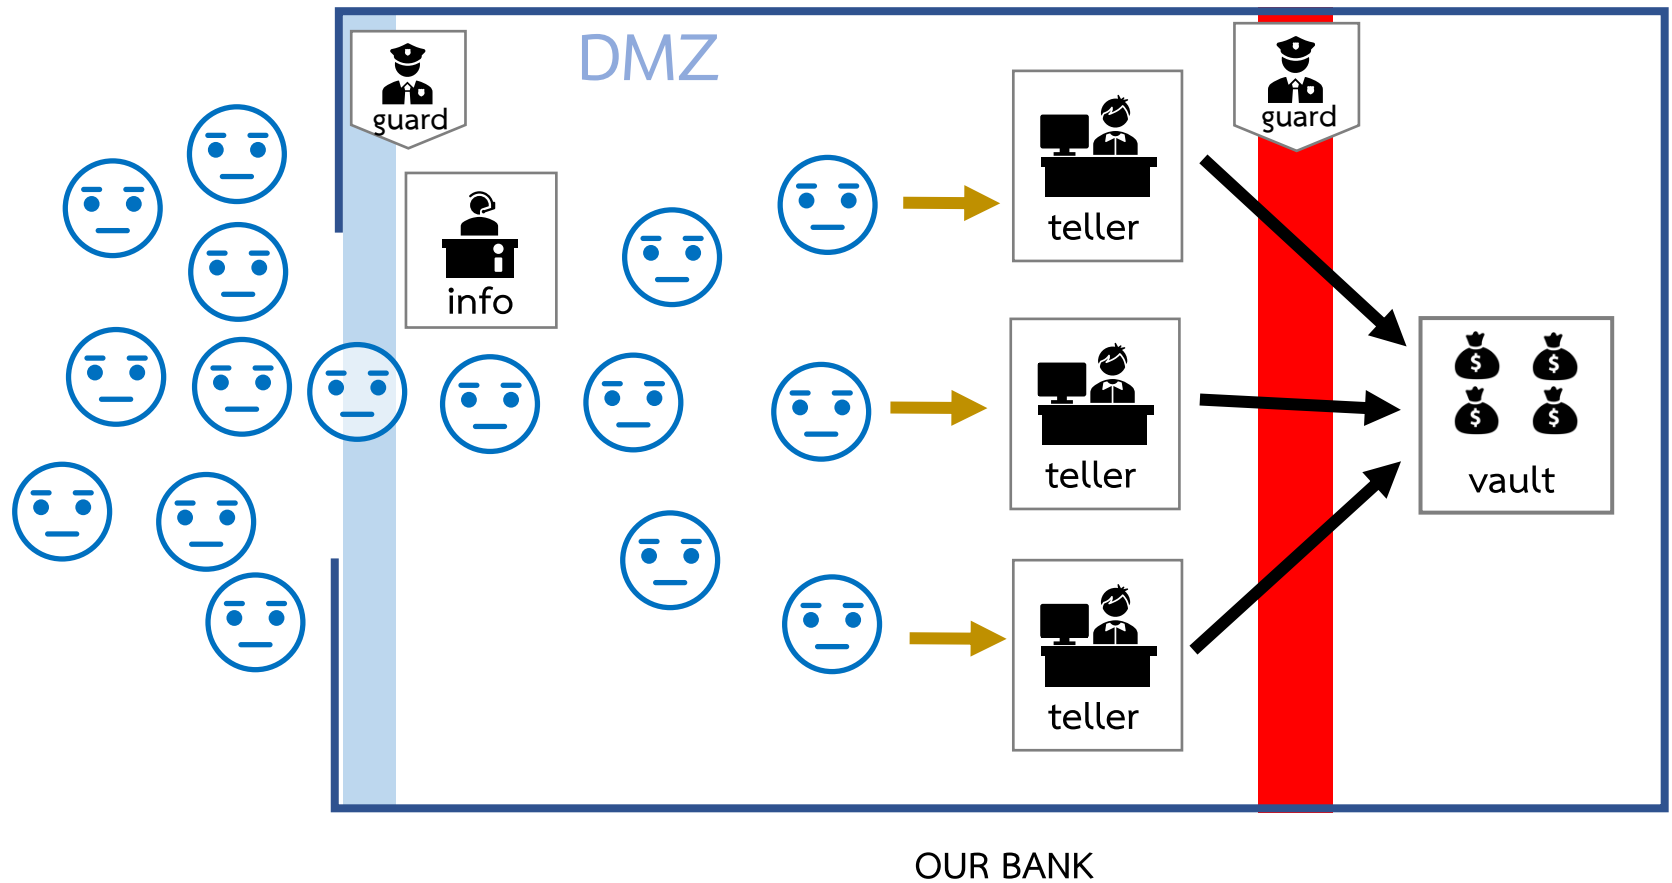 DMZ
guard
guard
info
teller
teller
teller
vault
OUR BANK